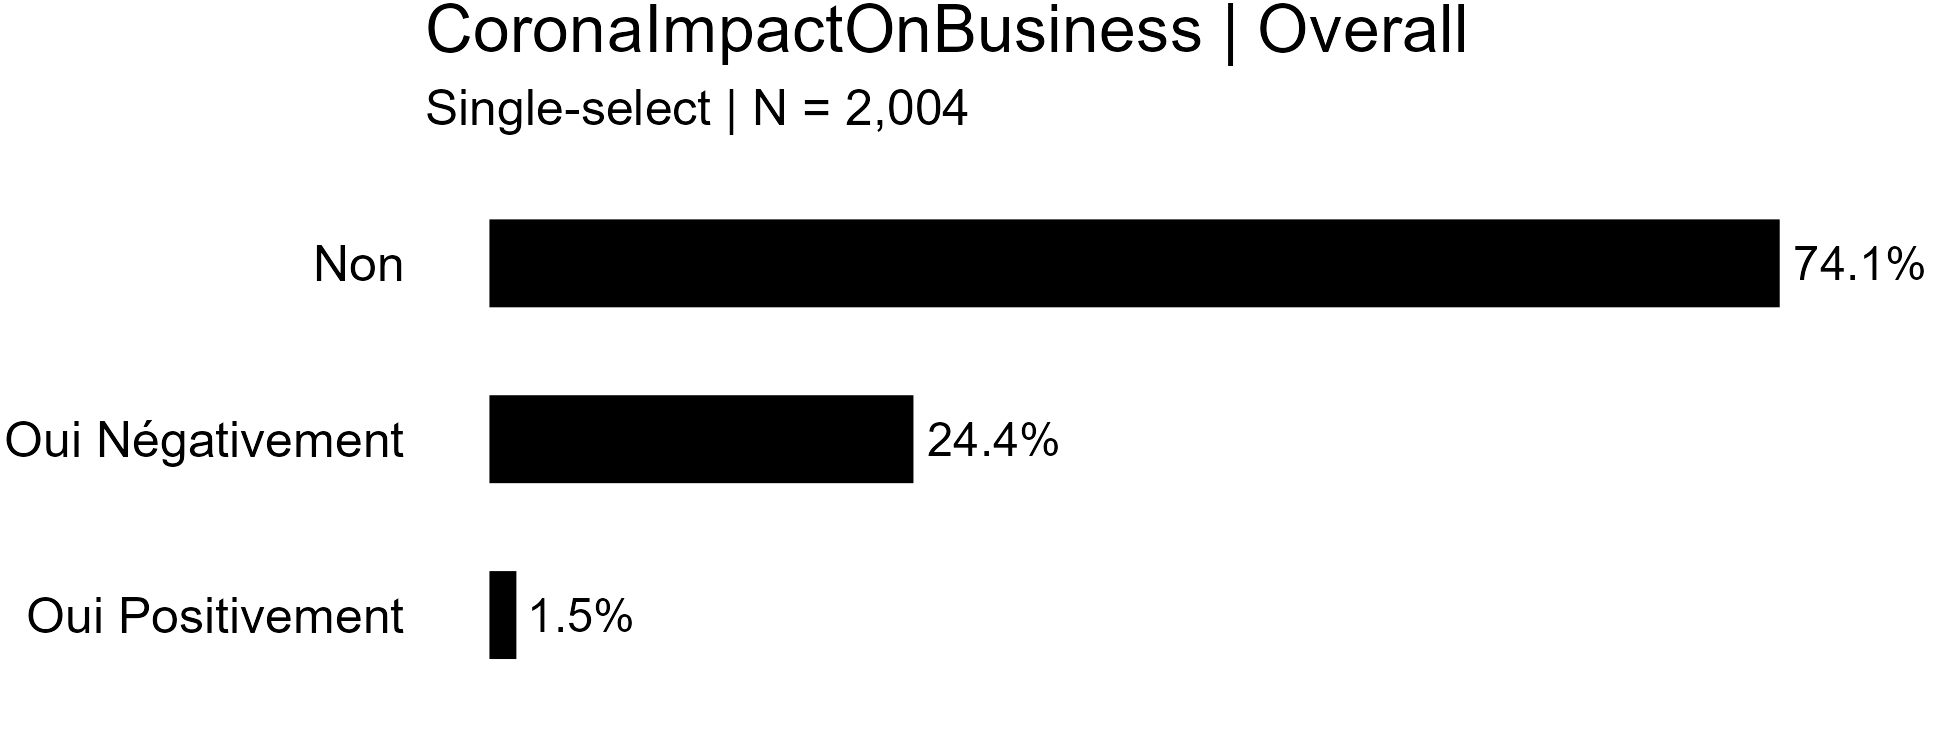 CoronaImpactOnBusiness | Overall
Single-select | N = 2,004
Non 74.1%
Oui Négativement 24.4%
Oui Positivement 1.5%